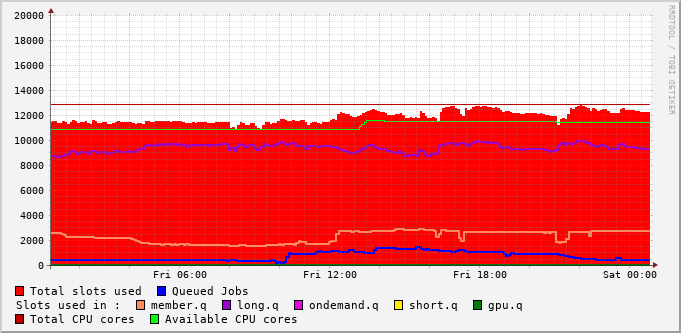 20000
18000
16000
14000
12000
10000
8000
6000
4000
2000
0
Fri 06:00 Fri 12:00 Fri 18:00 Sat 00:00
RRDTOOL / TOBI OETIKER
Total slots used Queued Jobs
Slots used in : member.q long.q ondemand.q short.q gpu.q
Total CPU cores Available CPU cores